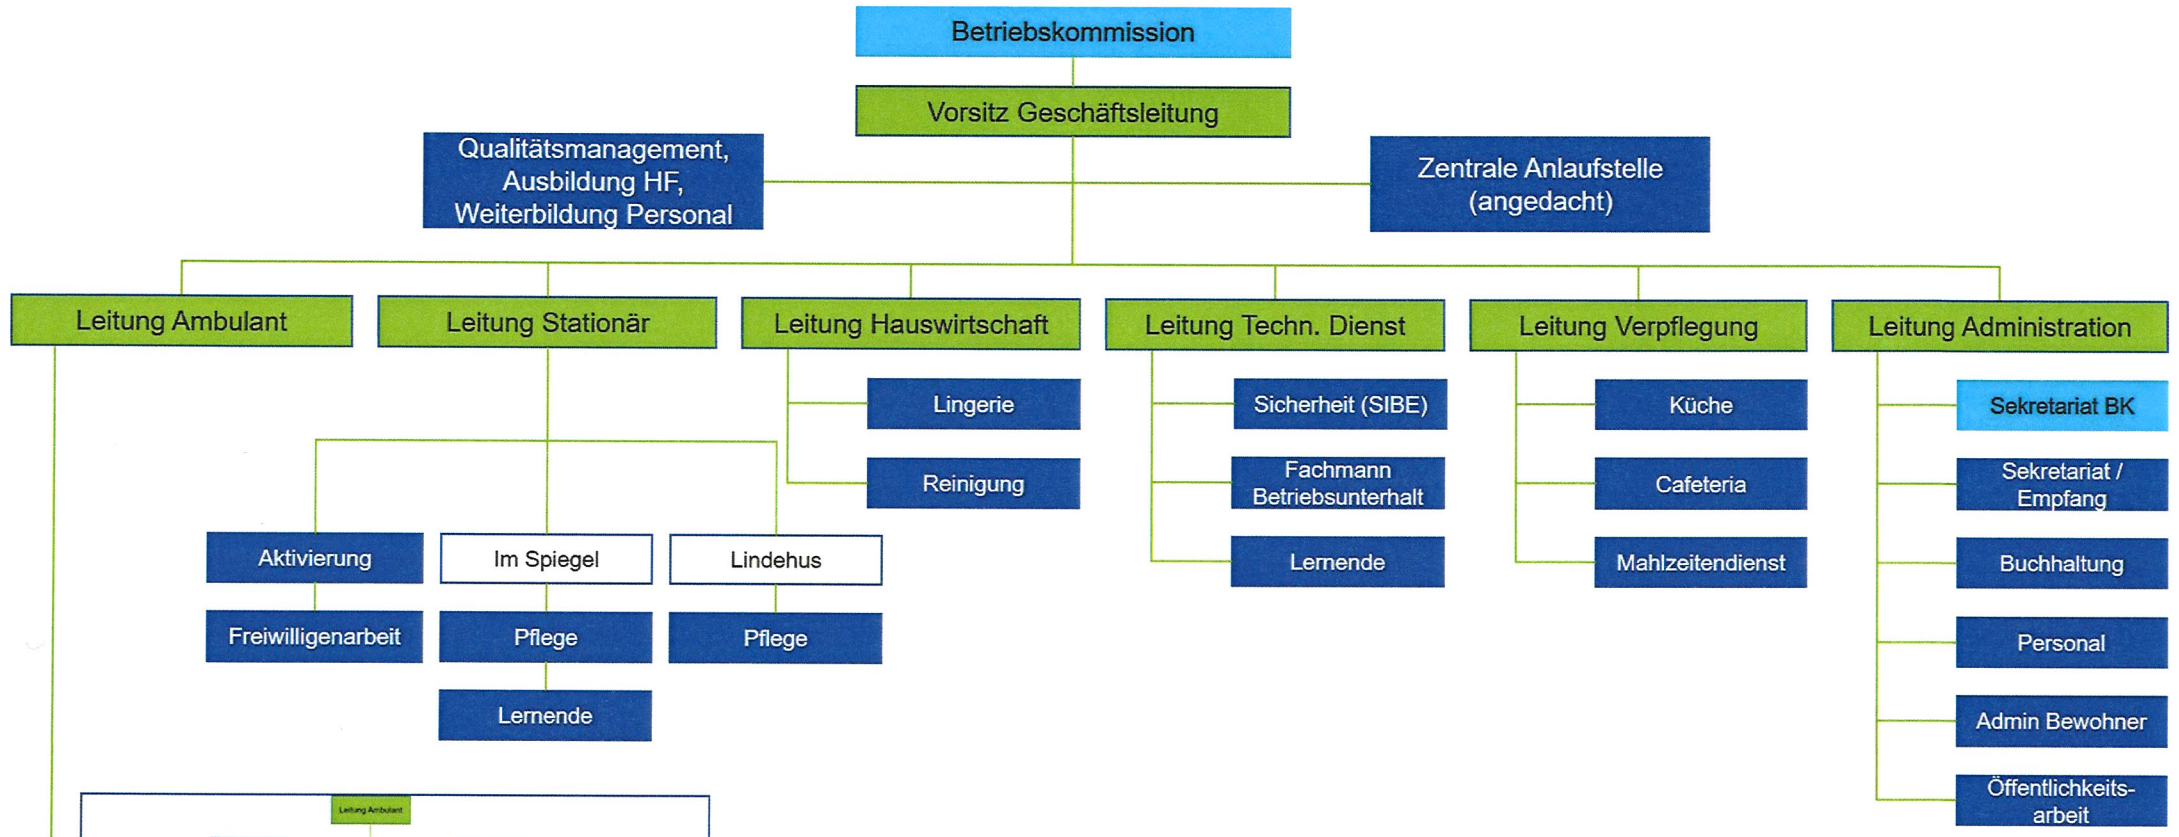 Betriebskommission
Vorsitz Geschäftsleitung
Qualitätsmanagement,
Ausbildung HF,
Weiterbildung Personal
Zentrale Anlaufstelle
(angedacht)
Leitung Ambulant
Leitung Stationär
Leitung Hauswirtschaft
Leitung Techn. Dienst
Leitung Verpflegung
Leitung Administration
Aktivierung
Freiwilligenarbeit
Im Spiegel
Pflege
Lernende
Lindehus
Pflege
Lingerie
Reinigung
Sicherheit (SIBE)
Fachmann
Betriebsunterhalt
Lernende
Küche
Cafeteria
Mahlzeitendienst
Sekretariat BK
Sekretariat /
Empfang
Buchhaltung
Personal
Admin Bewohner
Öffentlichkeits-
arbeit
Leitung Ambulant